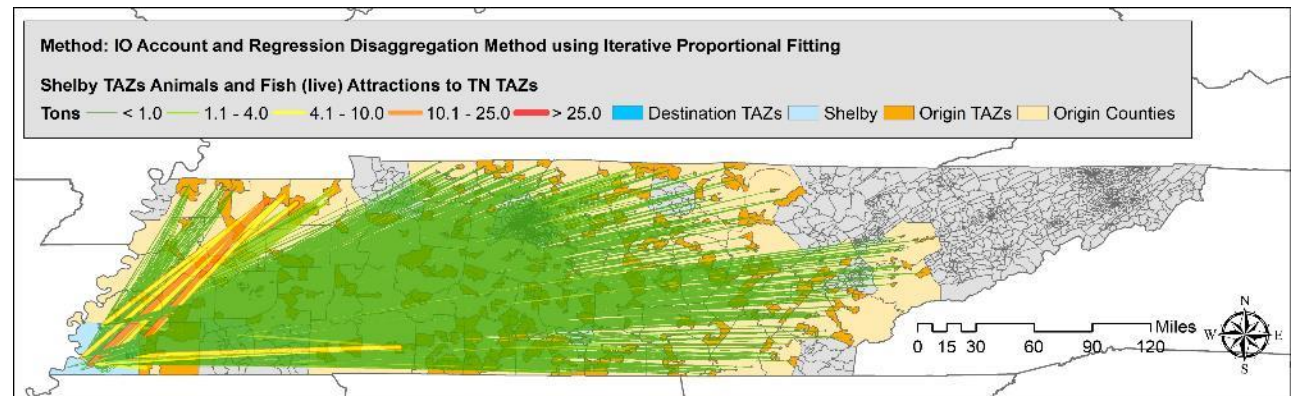 Method: IO Account and Regression Disaggregation Method using Iterative Proportional Fitting
Shelby TAZs Animals and Fish (live) Attractions to TN TAZs
Tons < 1.0 1.1 - 4.0 4.1 - 10.0 10.1 - 25.0 > 25.0 Destination TAZs Shelby Origin TAZs Origin Counties
N
W E
S
Miles
0 15 30 60 90 120